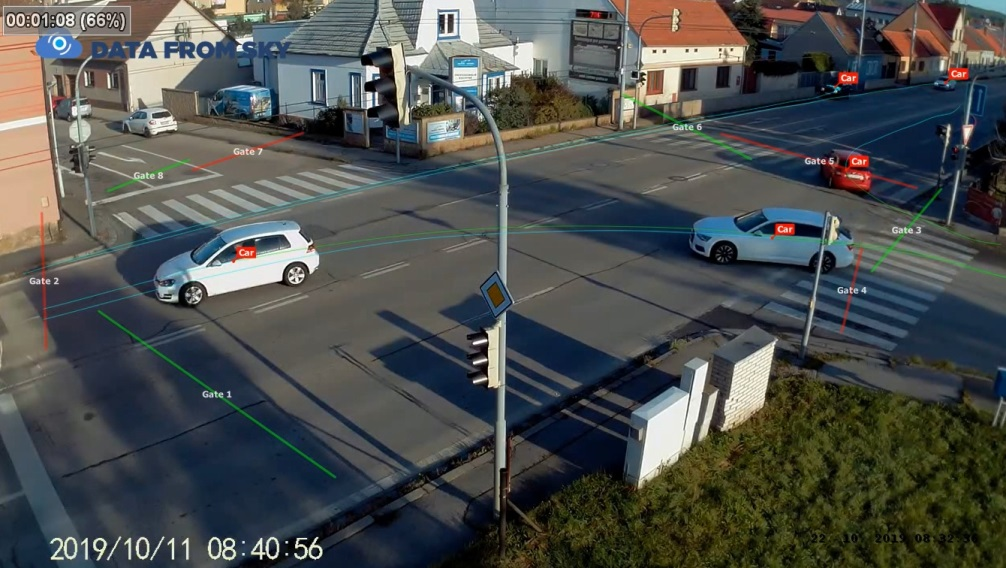 00:01:08 (66%)
DATA FROM SKY
Car
Car
Gate 6
Gate 7
Gate 5
Car
Gate 8
Gate 3
Car
Car
Gate 2
Gate 4
Gate 1
2019/10/11 08:40:56